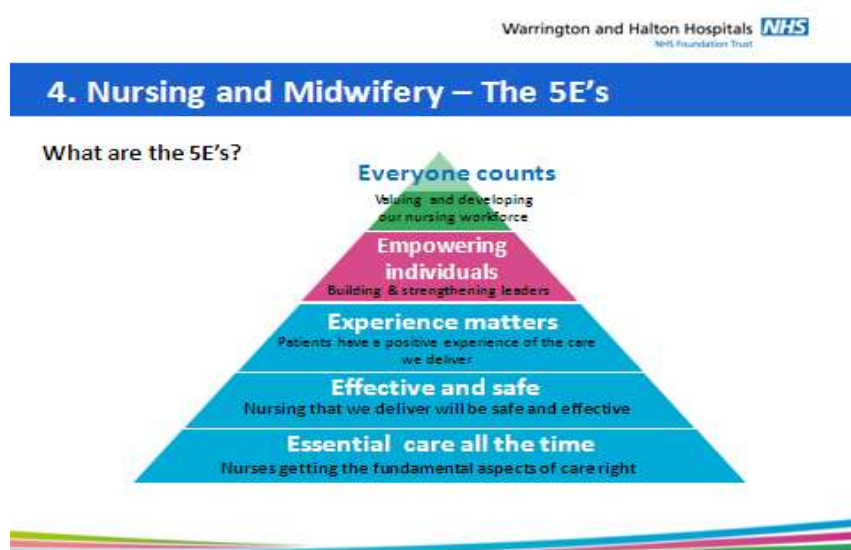 Warrington and Halton Hospitals NHS
NHS Foundation Trust
4. Nursing and Midwifery – The 5E’s
What are the 5E’s?
Everyone counts
Valuing and developing
our nursing workforce
Empowering
individuals
Building & strengthening leaders
Experience matters
Patients have a positive experience of the care
we deliver
Effective and safe
Nursing that we deliver will be safe and effective
Essential care all the time
Nurses getting the fundamental aspects of care right